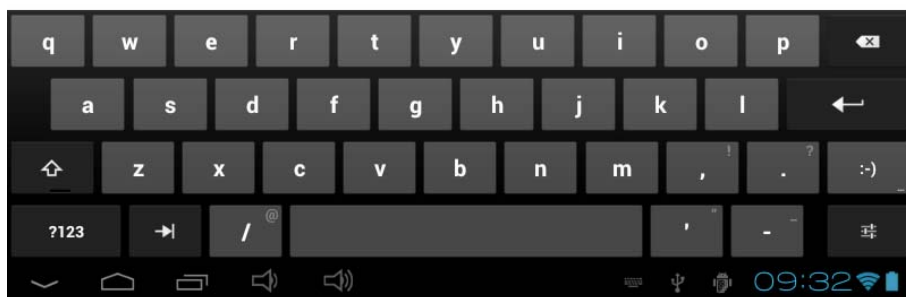 q w e r t y u i o p
a s d f g h j k l
z x c v b n m , ! . ? :-)
?123 / @ ' " - _
09:32